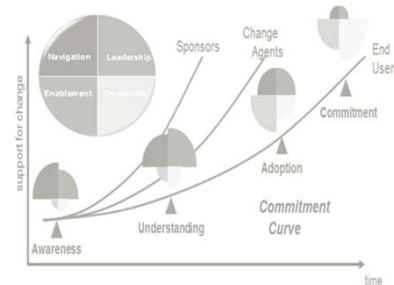 Navigation
Leadership
Enablement
Ownership
Sponsors
Change
Agents
End
User
Commitment
Adoption
Understanding
Awareness
Commitment
Curve
support for change
time